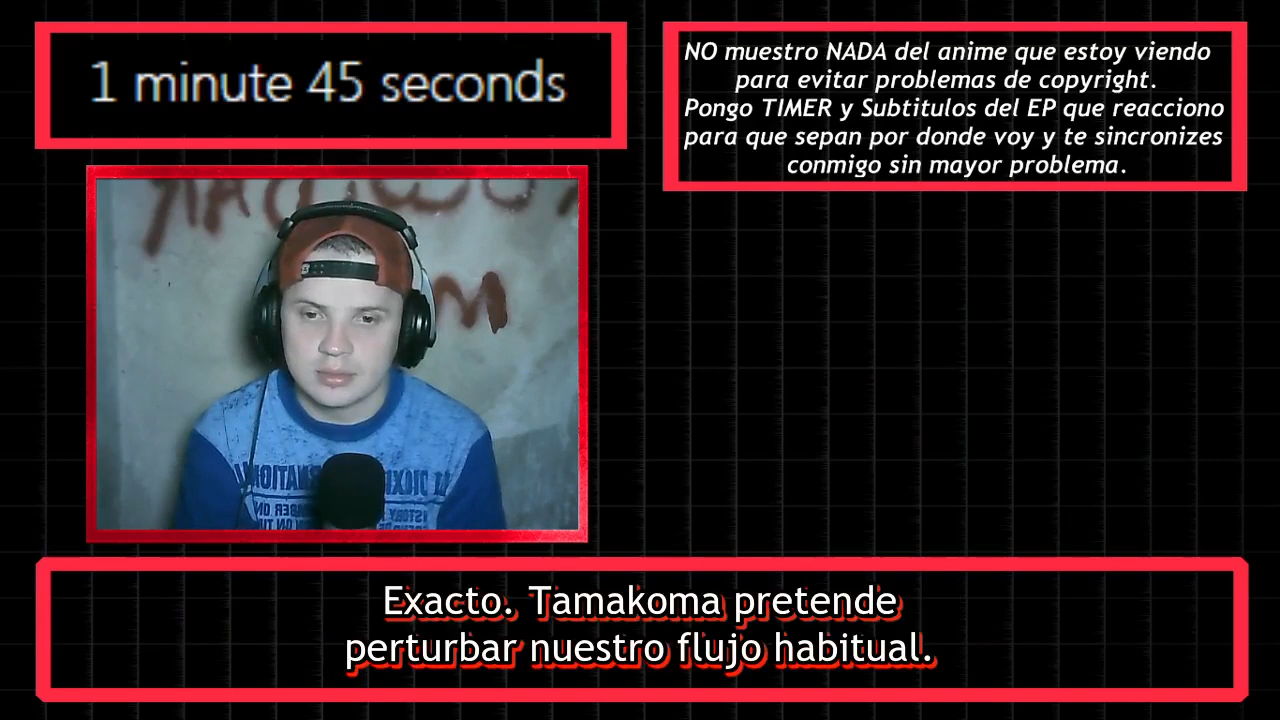 1 minute 45 seconds
NO muestro NADA del anime que estoy viendo
para evitar problemas de copyright.
Pongo TIMER y Subtitulos del EP que reacciono
para que sepan por donde voy y te sincronizes
conmigo sin mayor problema.
Exacto. Tamakoma pretende
perturbar nuestro flujo habitual.